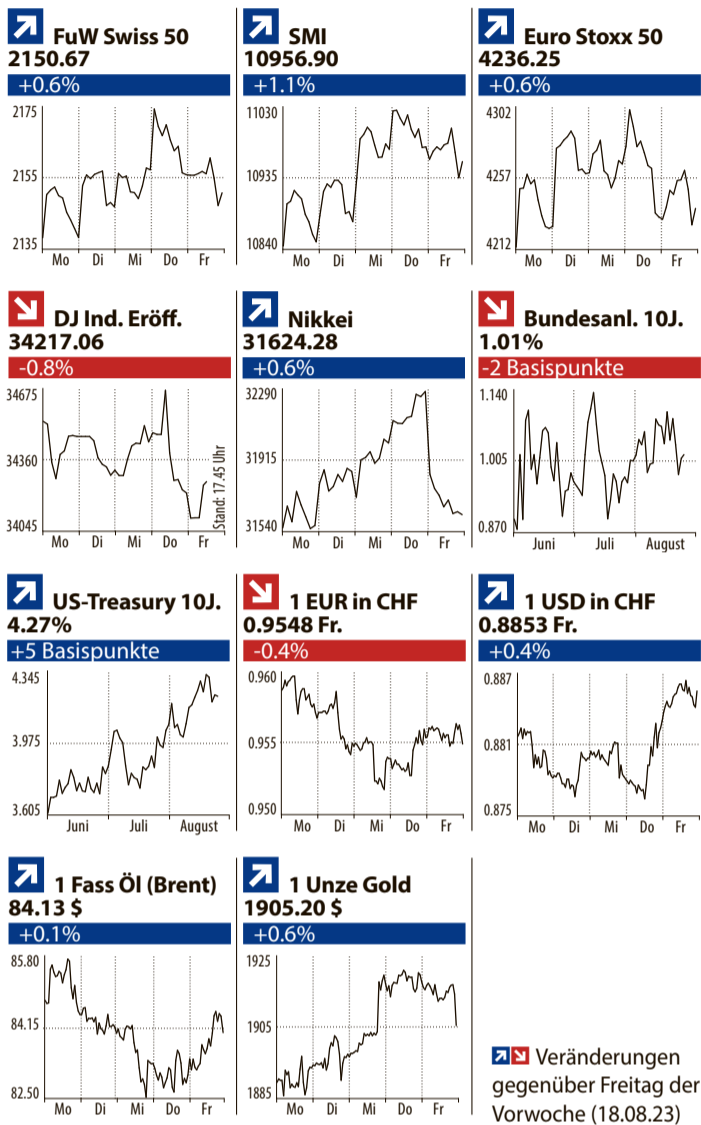 FuW Swiss 50
2150.67
+0.6%
2175
2155
2135
Mo Di Mi Do Fr
SMI
10956.90
+1.1%
11030
10935
10840
Mo Di Mi Do Fr
Euro Stoxx 50
4236.25
+0.6%
4302
4257
4212
Mo Di Mi Do Fr
DJ Ind. Eröff.
34217.06
-0.8%
34675
34360
34045
Stand: 17.45 Uhr
Mo Di Mi Do Fr
Nikkei
31624.28
+0.6%
32290
31915
31540
Mo Di Mi Do Fr
Bundesanl. 10J.
1.01%
-2 Basispunkte
1.140
1.005
0.870
Juni Juli August
US-Treasury 10J.
4.27%
+5 Basispunkte
4.345
3.975
3.605
Juni Juli August
1 EUR in CHF
0.9548 Fr.
-0.4%
0.960
0.955
0.950
Mo Di Mi Do Fr
1 USD in CHF
0.8853 Fr.
+0.4%
0.887
0.881
0.875
Mo Di Mi Do Fr
1 Fass Öl (Brent)
84.13 $
+0.1%
85.80
84.15
82.50
Mo Di Mi Do Fr
1 Unze Gold
1905.20 $
+0.6%
1925
1905
1885
Mo Di Mi Do Fr
Veränderungen
gegenüber Freitag der
Vorwoche (18.08.23)